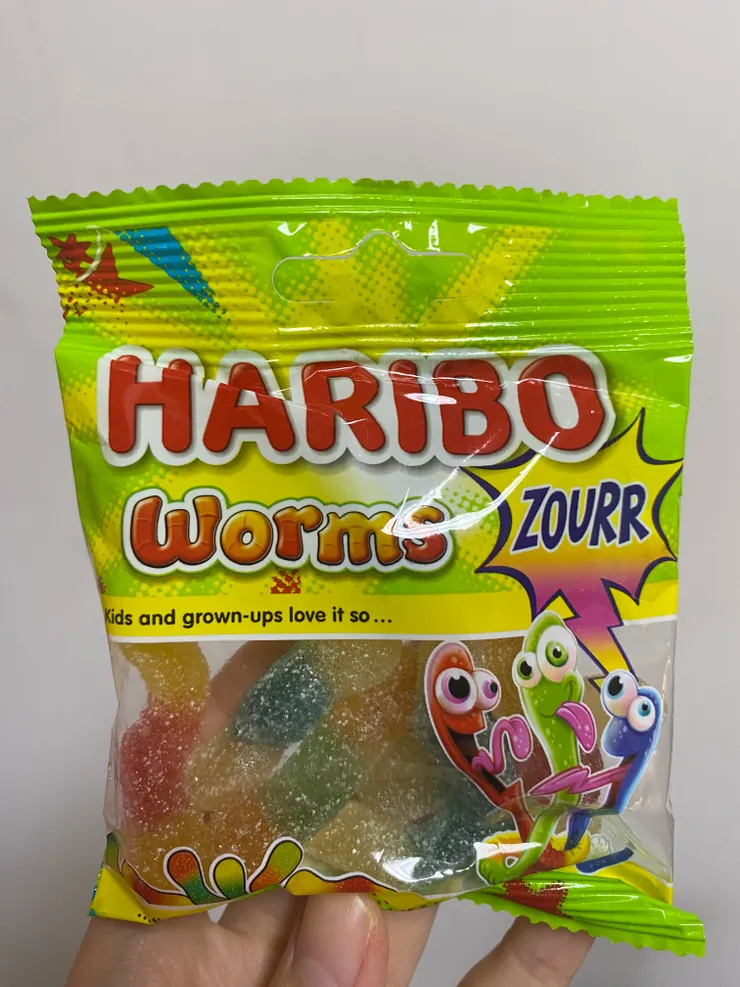 HARIBO
Worms
ZOURR
Kids and grown-ups love it so...